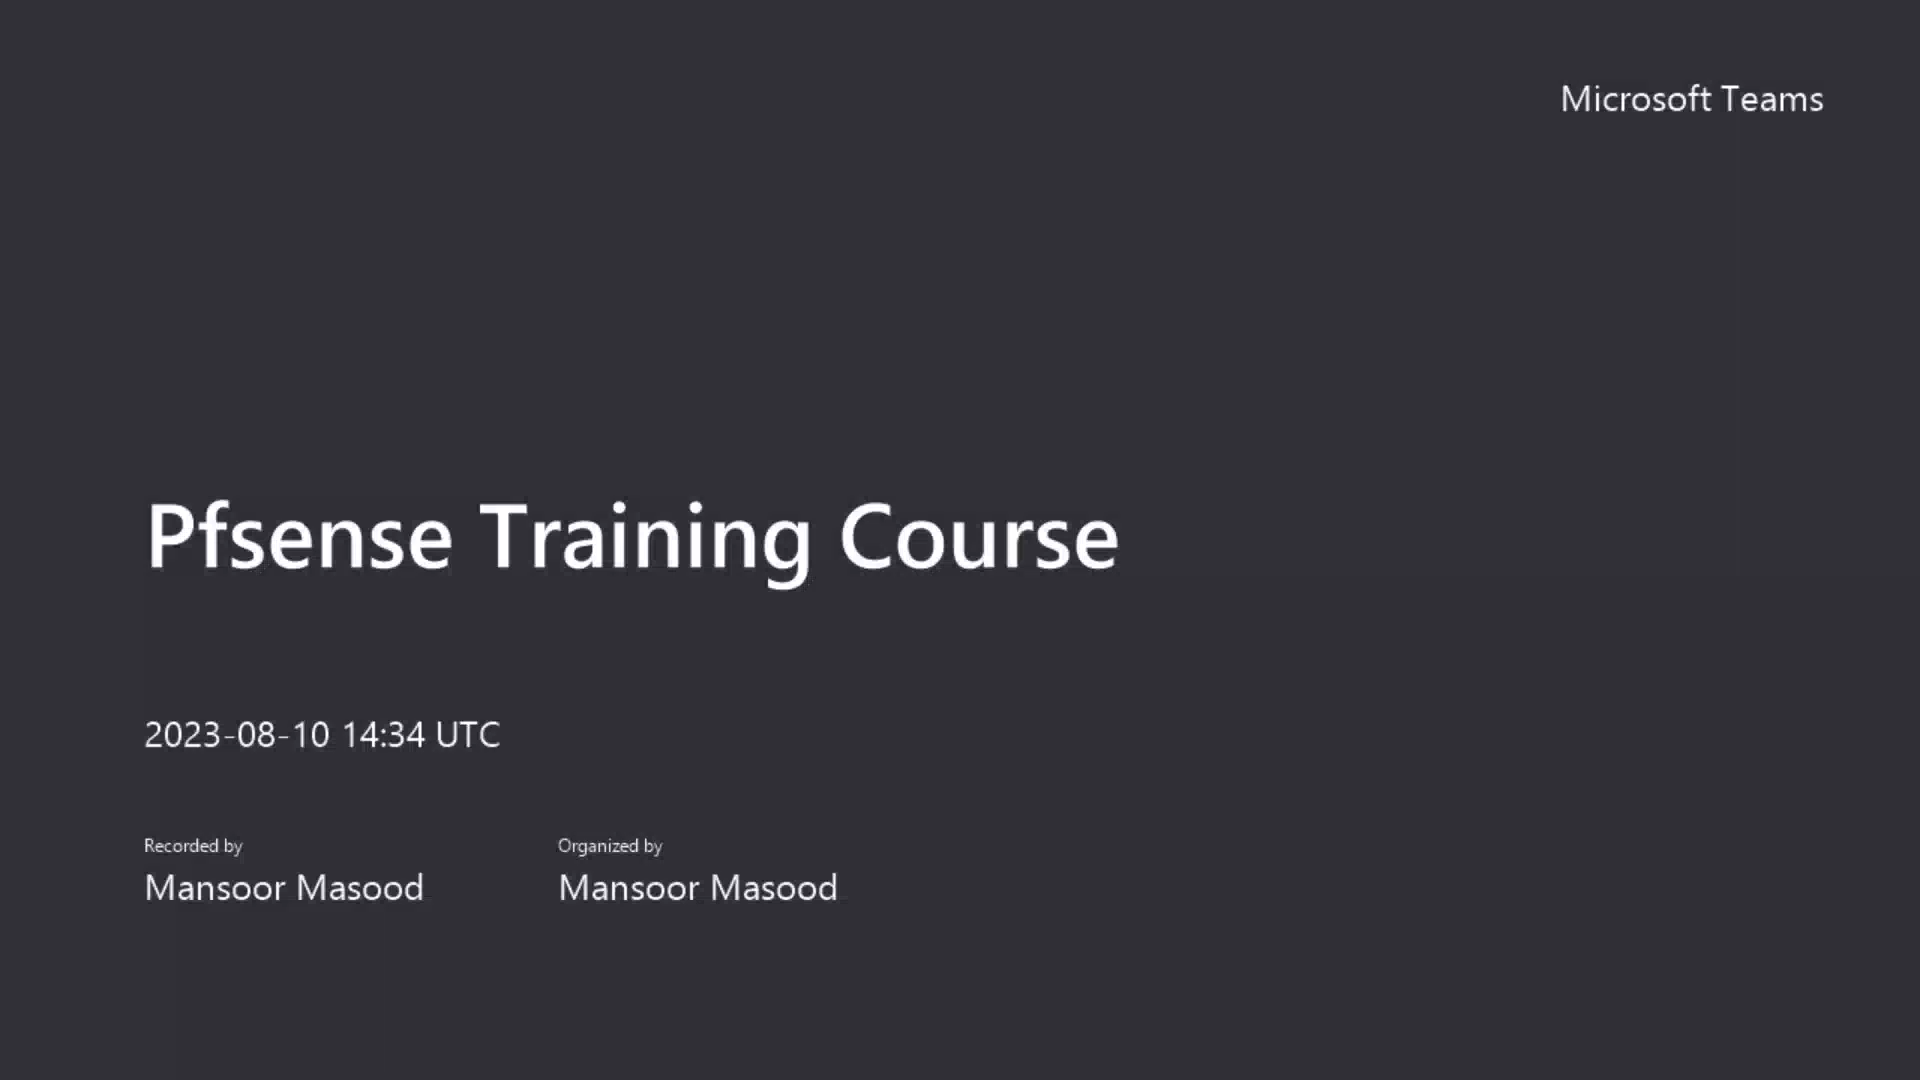 Microsoft Teams
Pfsense Training Course
2023-08-10 14:34 UTC
Recorded by
Mansoor Masood
Organized by
Mansoor Masood